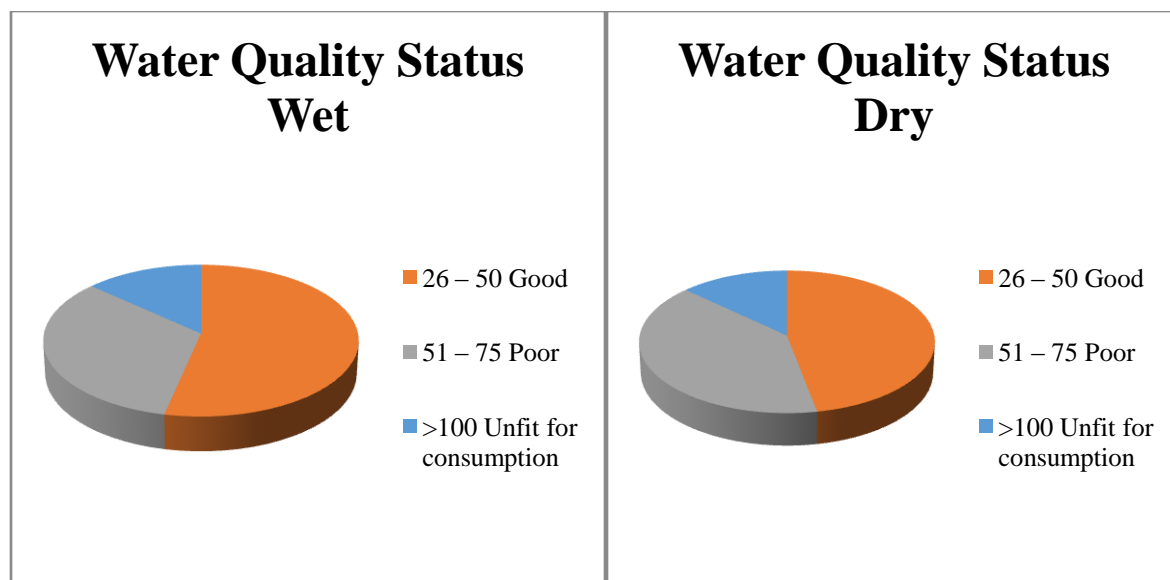 Water Quality Status
Wet
26 – 50 Good
51 – 75 Poor
>100 Unfit for
consumption
Water Quality Status
Dry
26 – 50 Good
51 – 75 Poor
>100 Unfit for
consumption